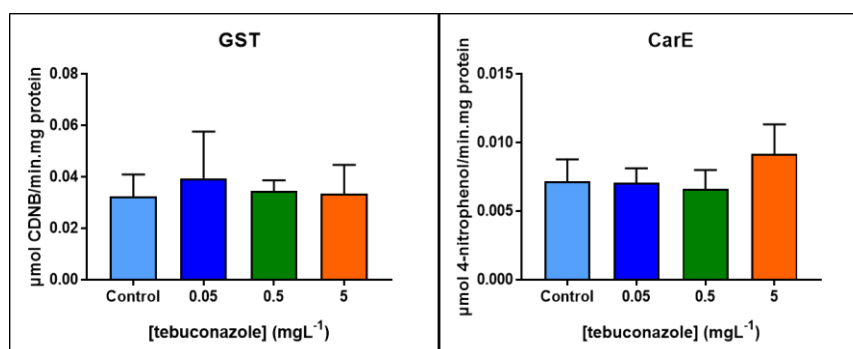 GST
µmol CDNB/min.mg protein
0.08
0.06
0.04
0.02
0.00
Control 0.05 0.5 5
[tebuconazole] (mgL⁻¹)
CarE
µmol 4-nitrophenol/min.mg protein
0.015
0.010
0.005
0.000
Control 0.05 0.5 5
[tebuconazole] (mgL⁻¹)